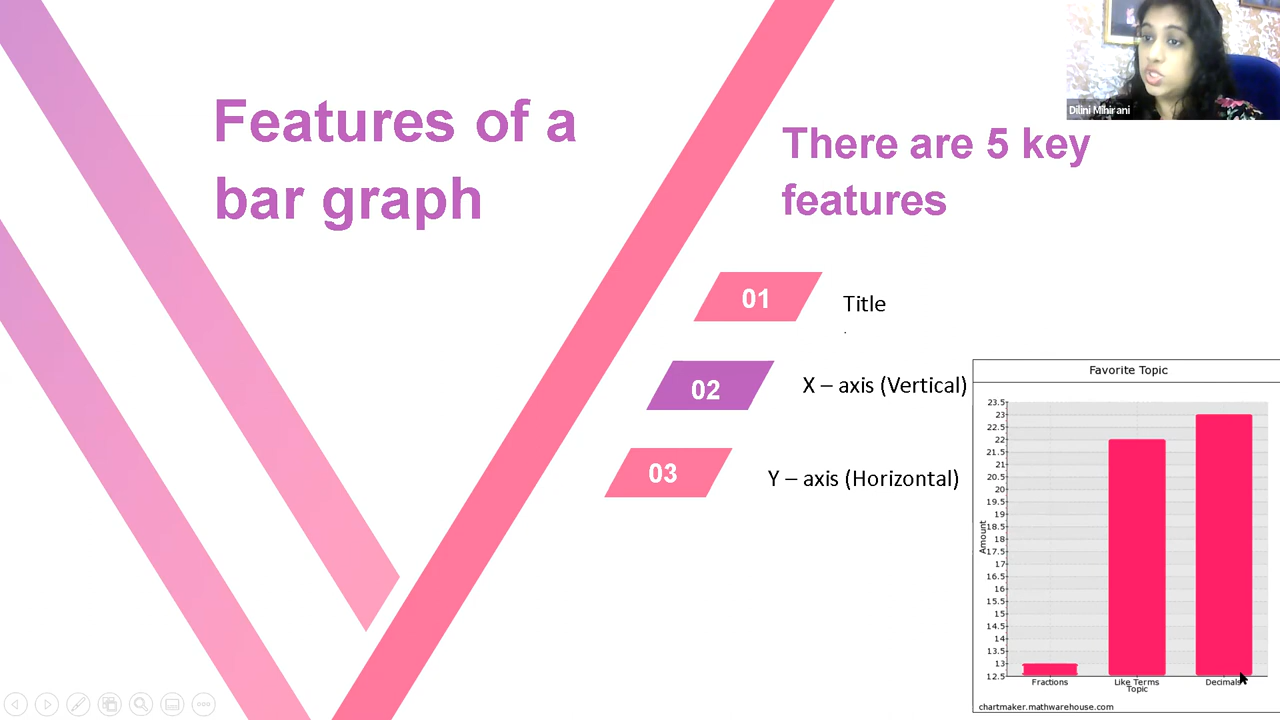 Dilini Mihirani
Features of a
bar graph
There are 5 key
features
01
Title
.
02
X – axis (Vertical)
03
Y – axis (Horizontal)
Favorite Topic
23.5
23
22.5
22
21.5
21
20.5
20
19.5
19
18.5
18
17.5
17
16.5
16
15.5
15
14.5
14
13.5
13
12.5
Amount
Fractions Like Terms Decimals
Topic
chartmaker.mathwarehouse.com